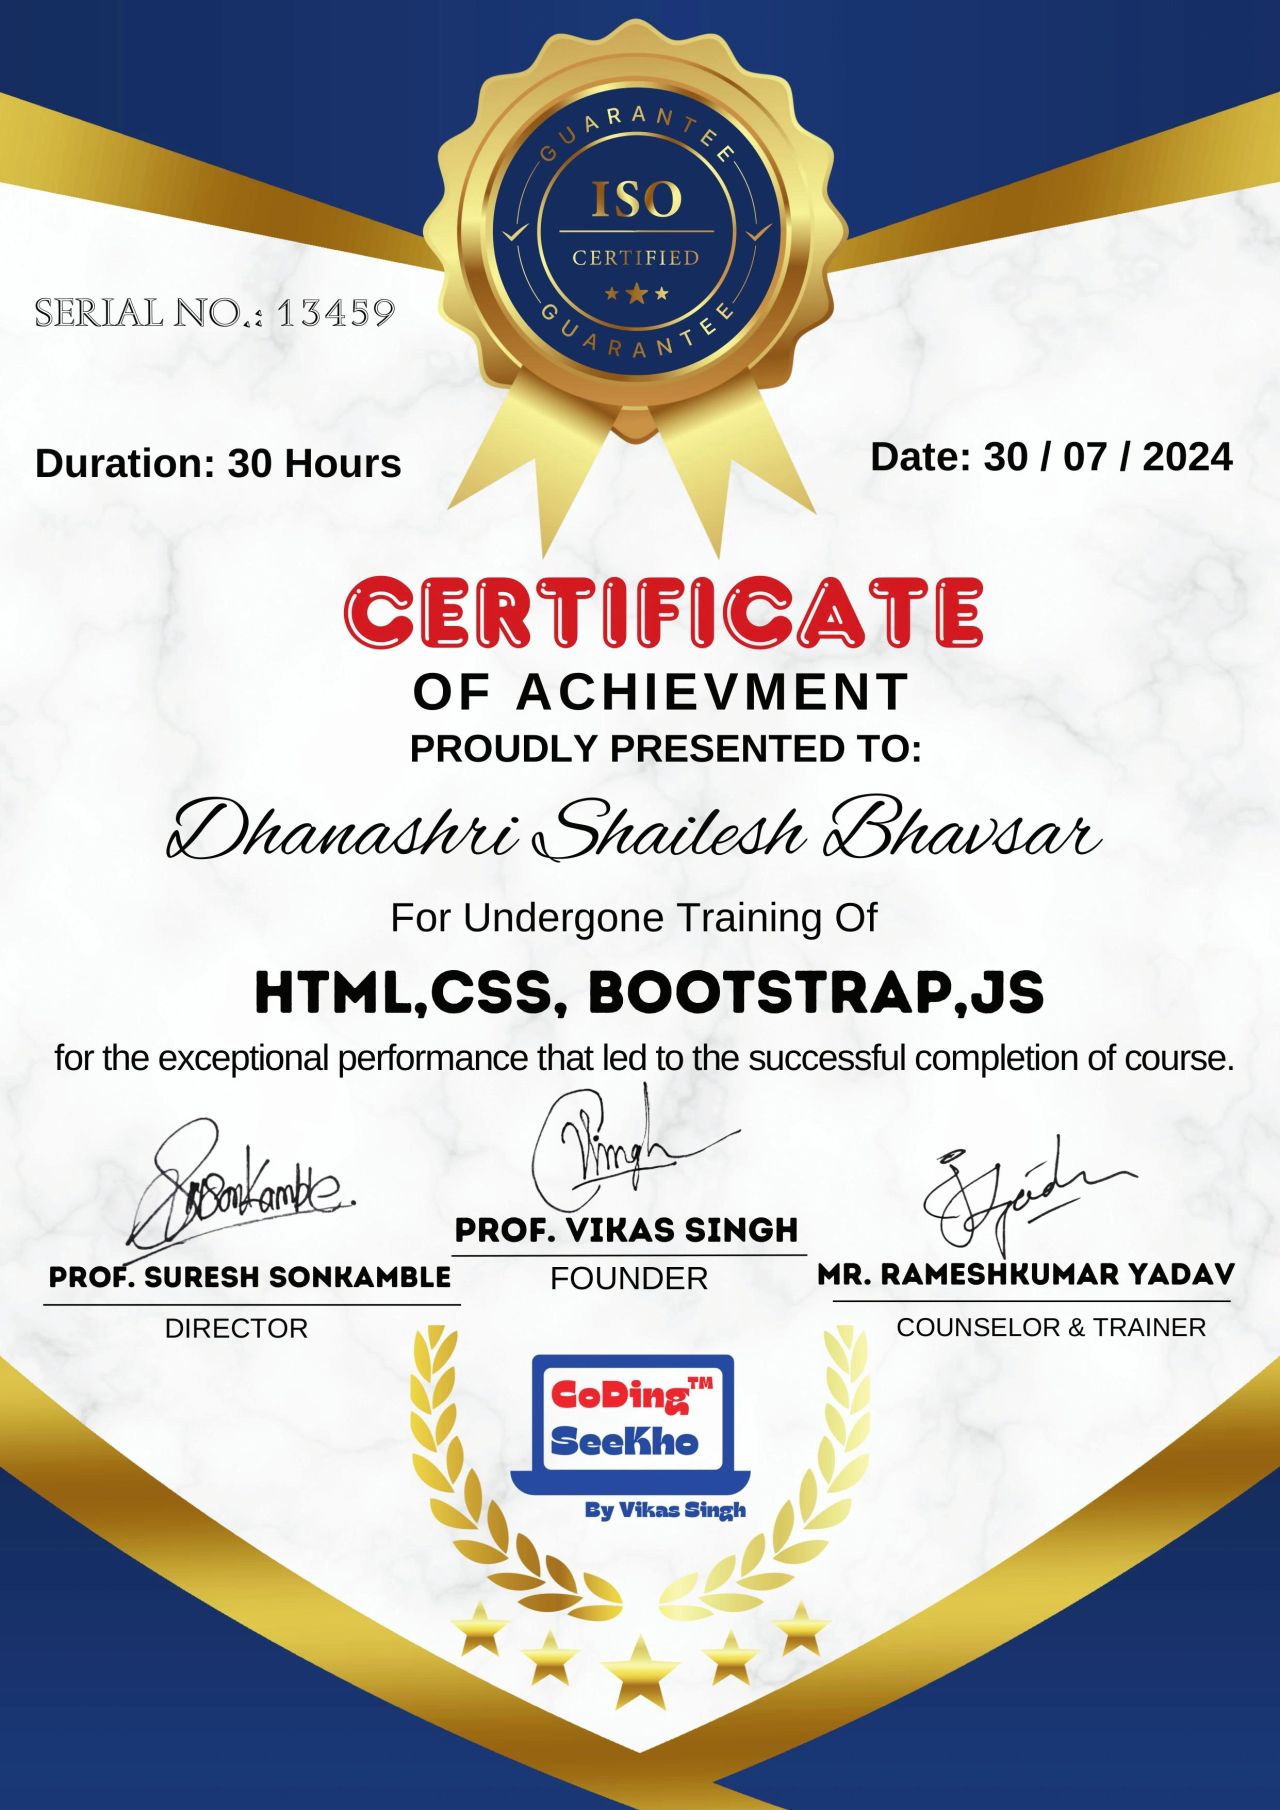 GUARANTEE
ISO
CERTIFIED
GUARANTEE
SERIAL NO.: 13459
Duration: 30 Hours
Date: 30 / 07 / 2024
CERTIFICATE
OF ACHIEVMENT
PROUDLY PRESENTED TO:
Dhanashri Shailesh Bhavsar
For Undergone Training Of
HTML,CSS, BOOTSTRAP,JS
for the exceptional performance that led to the successful completion of course.
PROF. SURESH SONKAMBLE
DIRECTOR
PROF. VIKAS SINGH
FOUNDER
MR. RAMESHKUMAR YADAV
COUNSELOR & TRAINER
CoDing™
SeeKho
By Vikas Singh